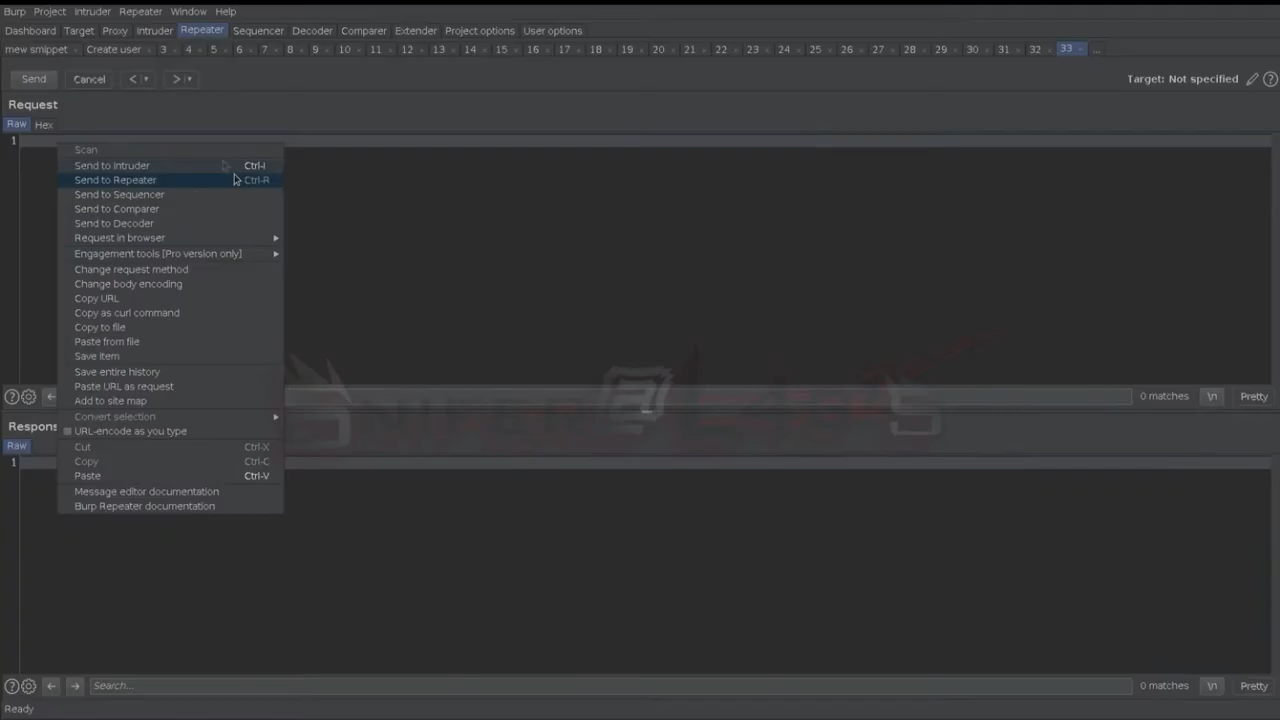 Burp Project Intruder Repeater Window Help
Dashboard Target Proxy Intruder Repeater Sequencer Decoder Comparer Extender Project options User options
mew snippet × Create user × 3 × 4 × 5 × 6 × 7 × 8 × 9 × 10 × 11 × 12 × 13 × 14 × 15 × 16 × 17 × 18 × 19 × 20 × 21 × 22 × 23 × 24 × 25 × 26 × 27 × 28 × 29 × 30 × 31 × 32 × 33 × ...
Send Cancel < > Target: Not specified
Request
Raw Hex
1
Scan
Send to Intruder Ctrl-I
Send to Repeater Ctrl-R
Send to Sequencer
Send to Comparer
Send to Decoder
Request in browser
Engagement tools [Pro version only]
Change request method
Change body encoding
Copy URL
Copy as curl command
Copy to file
Paste from file
Save item
Save entire history
Paste URL as request
Add to site map
0 matches \n Pretty
Convert selection
Respons
URL-encode as you type
Raw
Cut Ctrl-X
Copy Ctrl-C
1
Paste Ctrl-V
Message editor documentation
Burp Repeater documentation
Search... 0 matches \n Pretty
Ready